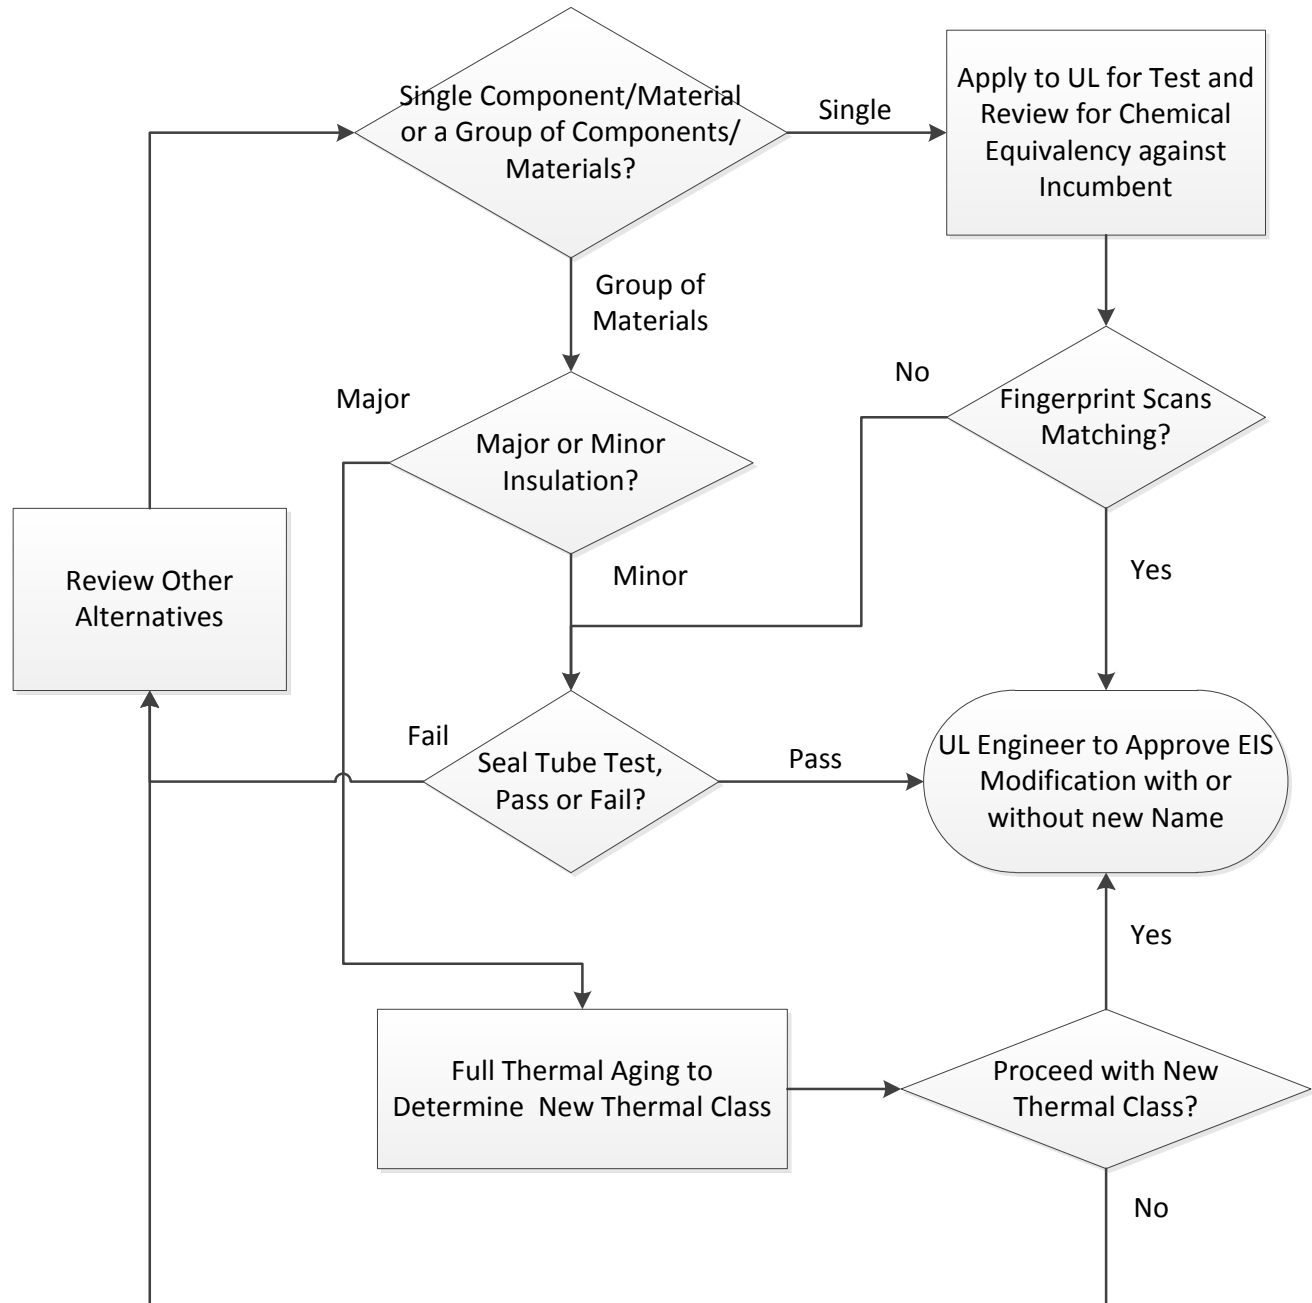 Single Component/Material
or a Group of Components/
Materials?
Single
Apply to UL for Test and
Review for Chemical
Equivalency against
Incumbent
Group of
Materials
Major
No
Fingerprint Scans
Matching?
Major or Minor
Insulation?
Review Other
Alternatives
Minor
Yes
Fail
Seal Tube Test,
Pass or Fail?
Pass
UL Engineer to Approve EIS
Modification with or
without new Name
Yes
Full Thermal Aging to
Determine  New Thermal Class
Proceed with New
Thermal Class?
No